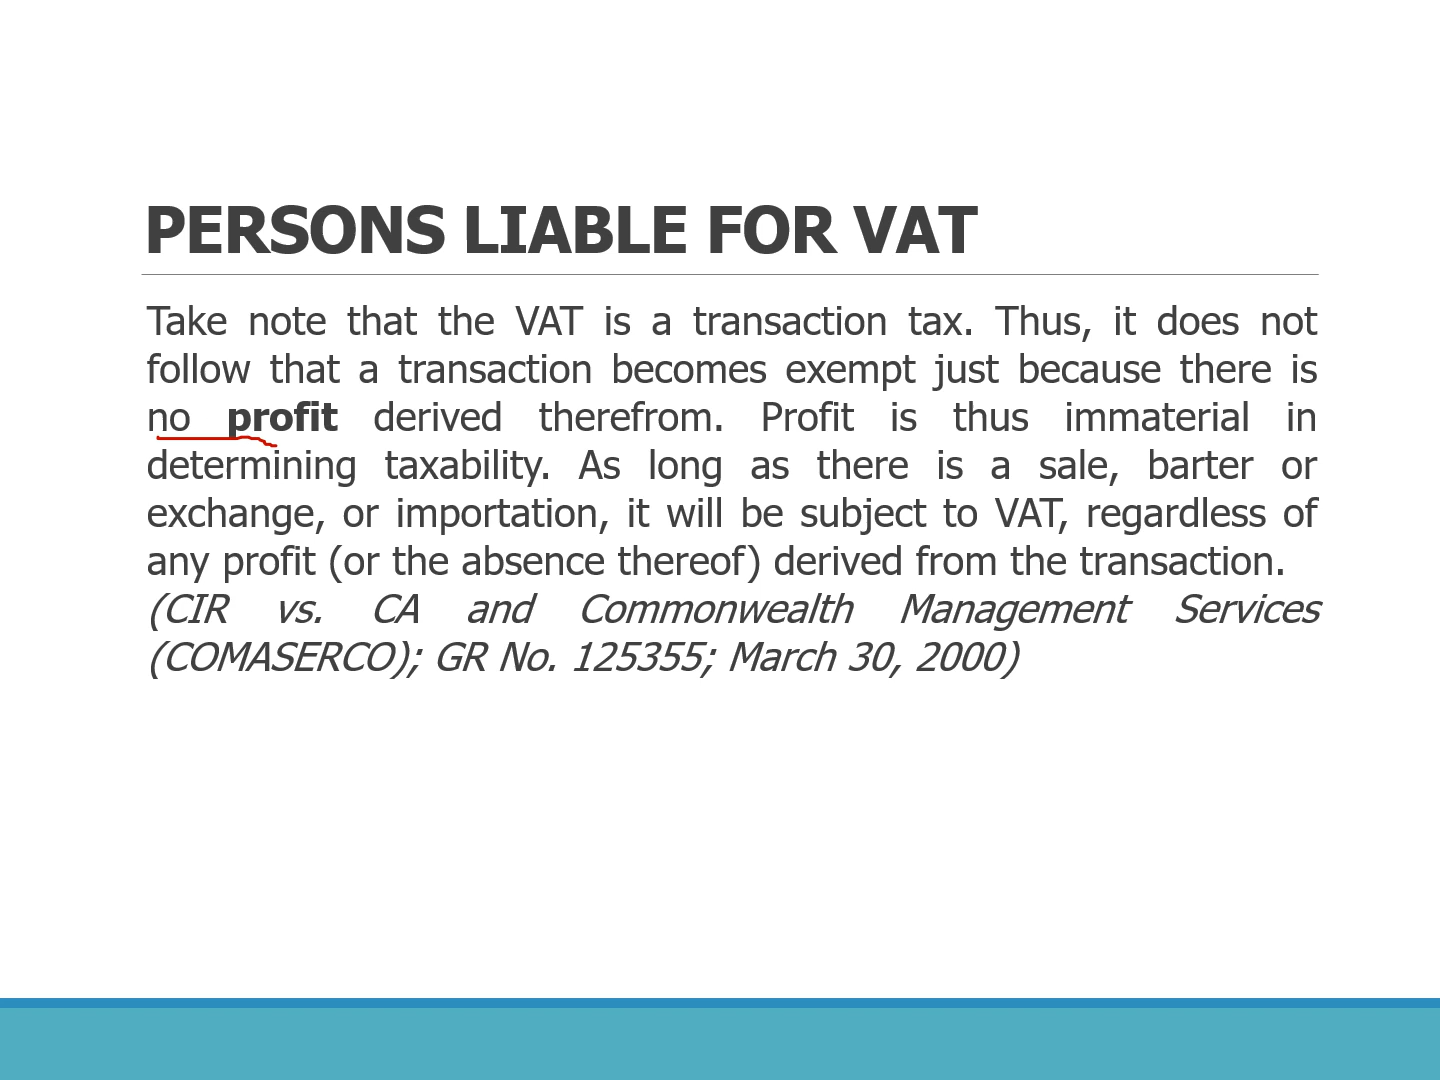 PERSONS LIABLE FOR VAT
Take note that the VAT is a transaction tax. Thus, it does not
follow that a transaction becomes exempt just because there is
no profit derived therefrom. Profit is thus immaterial in
determining taxability. As long as there is a sale, barter or
exchange, or importation, it will be subject to VAT, regardless of
any profit (or the absence thereof) derived from the transaction.
(CIR vs. CA and Commonwealth Management Services
(COMASERCO); GR No. 125355; March 30, 2000)